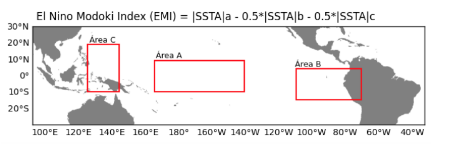 El Nino Modoki Index (EMI) = |SSTA|a - 0.5*|SSTA|b - 0.5*|SSTA|c
30°N
20°N
10°N
0°
10°S
20°S
Área C
Área A
Área B
100°E 120°E 140°E 160°E 180° 160°W 140°W 120°W 100°W 80°W 60°W 40°W